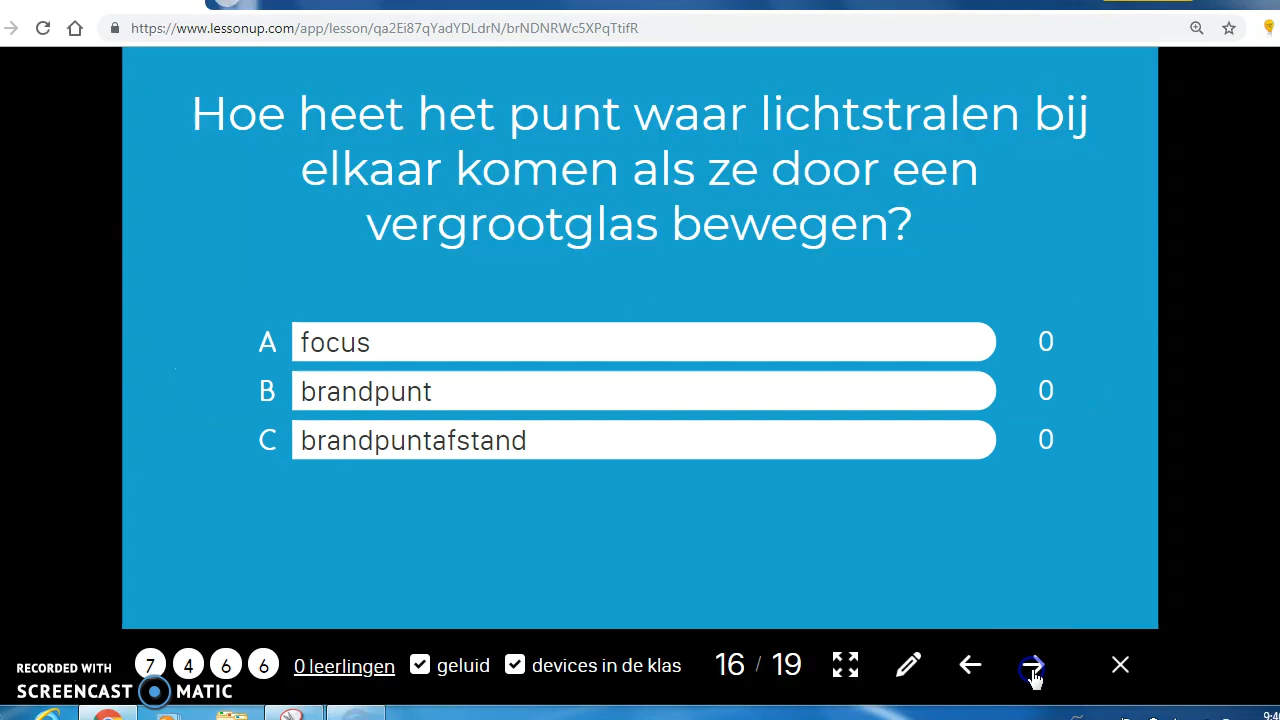 https://www.lessonup.com/app/lesson/qa2Ei87qYadYDLdrN/brNDNRWc5XPqTtifR
Hoe heet het punt waar lichtstralen bij
elkaar komen als ze door een
vergrootglas bewegen?
A focus 0
B brandpunt 0
C brandpuntafstand 0
RECORDED WITH
SCREENCAST MATIC
7 4 6 6 0 leerlingen geluid devices in de klas 16 / 19